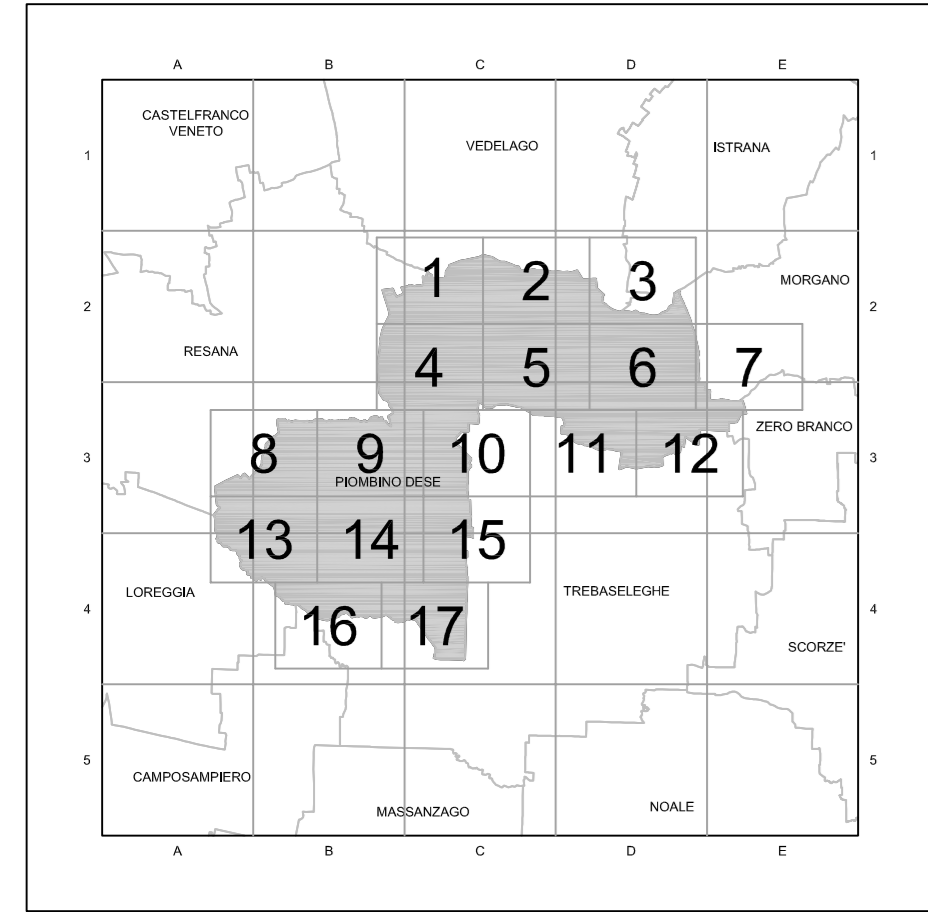 A B C D E
CASTELFRANCO
VENETO
VEDELAGO
ISTRANA
1 1
1 2 3
MORGANO
2 2
RESANA
4 5 6 7
ZERO BRANCO
8 9 10 11 12
3 3
PIOMBINO DESE
13 14 15
LOREGGIA
TREBASELEGHE
4 4
16 17
SCORZE'
5 5
CAMPOSAMPIERO
NOALE
MASSANZAGO
A B C D E